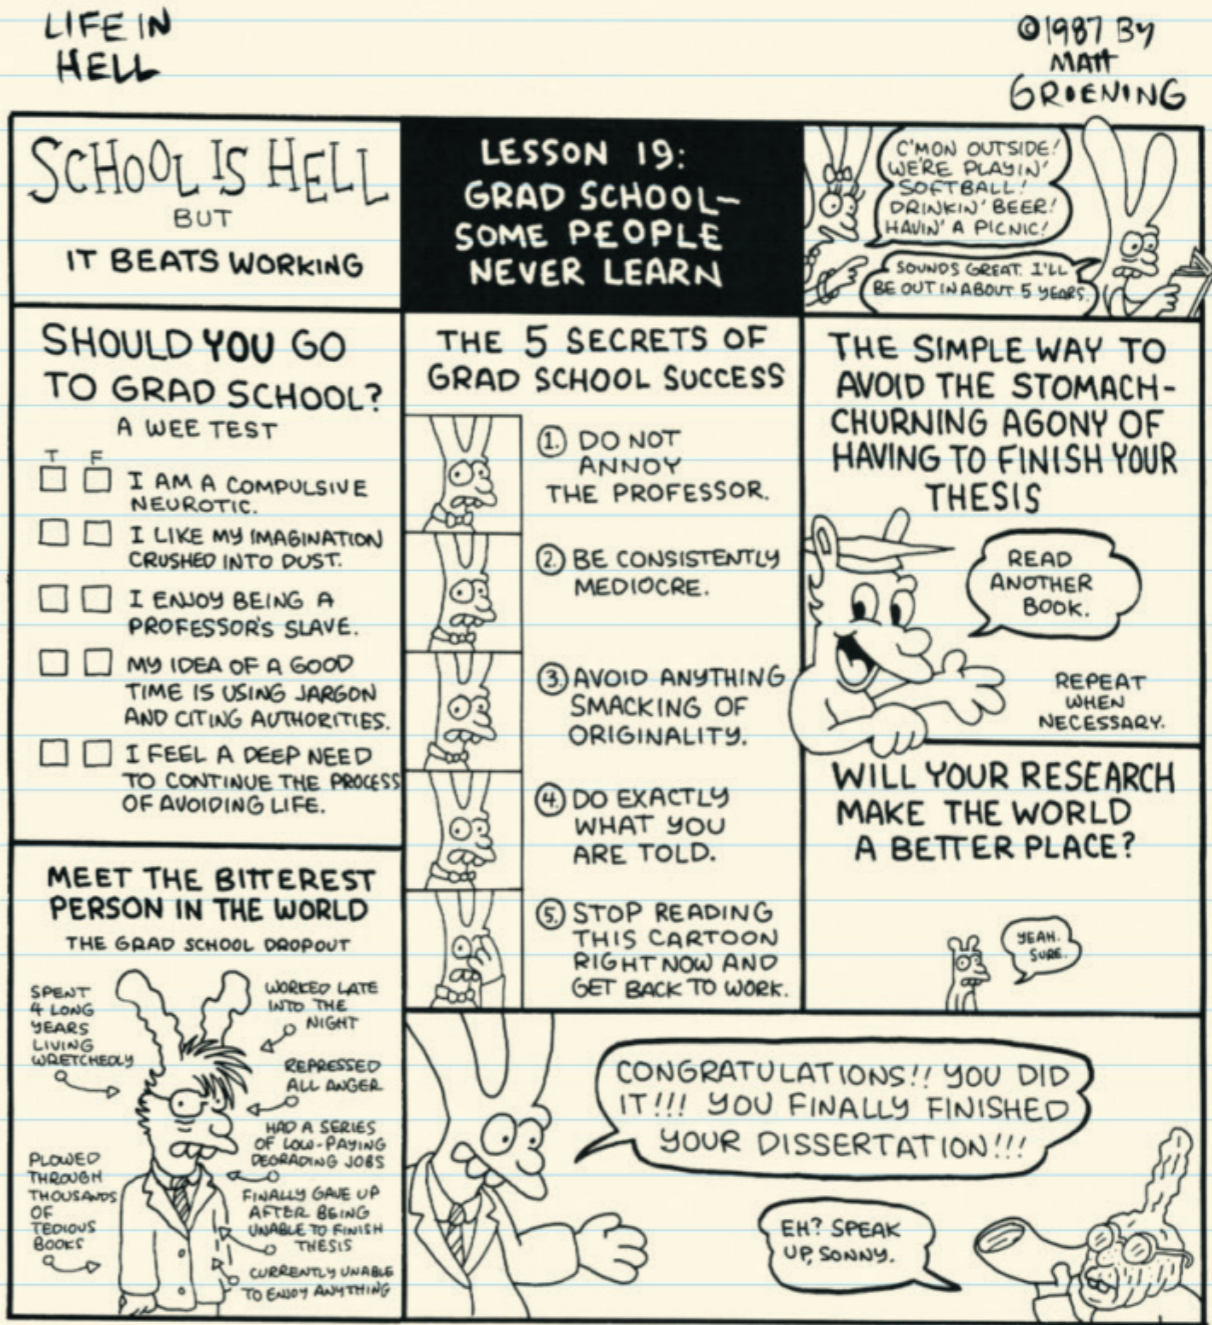 LIFE IN
HELL
©1987 BY
MATT
GROENING
SCHOOL IS HELL
BUT
IT BEATS WORKING
LESSON 19:
GRAD SCHOOL—
SOME PEOPLE
NEVER LEARN
C'MON OUTSIDE!
WE'RE PLAYIN'
SOFTBALL!
DRINKIN' BEER!
HAVIN' A PICNIC!
SOUNDS GREAT. I'LL
BE OUT IN ABOUT 5 YEARS.
SHOULD YOU GO
TO GRAD SCHOOL?
A WEE TEST
T F
I AM A COMPULSIVE
NEUROTIC.
I LIKE MY IMAGINATION
CRUSHED INTO DUST.
I ENJOY BEING A
PROFESSOR'S SLAVE.
MY IDEA OF A GOOD
TIME IS USING JARGON
AND CITING AUTHORITIES.
I FEEL A DEEP NEED
TO CONTINUE THE PROCESS
OF AVOIDING LIFE.
THE 5 SECRETS OF
GRAD SCHOOL SUCCESS
1. DO NOT
ANNOY
THE PROFESSOR.
2. BE CONSISTENTLY
MEDIOCRE.
3. AVOID ANYTHING
SMACKING OF
ORIGINALITY.
4. DO EXACTLY
WHAT YOU
ARE TOLD.
5. STOP READING
THIS CARTOON
RIGHT NOW AND
GET BACK TO WORK.
THE SIMPLE WAY TO
AVOID THE STOMACH-
CHURNING AGONY OF
HAVING TO FINISH YOUR
THESIS
READ
ANOTHER
BOOK.
REPEAT
WHEN
NECESSARY.
WILL YOUR RESEARCH
MAKE THE WORLD
A BETTER PLACE?
YEAH.
SURE.
MEET THE BITTEREST
PERSON IN THE WORLD
THE GRAD SCHOOL DROPOUT
SPENT
4 LONG
YEARS
LIVING
WRETCHEDLY
PLOWED
THROUGH
THOUSANDS
OF
TEDIOUS
BOOKS
WORKED LATE
INTO THE
NIGHT
REPRESSED
ALL ANGER
HAD A SERIES
OF LOW-PAYING
DEGRADING JOBS
FINALLY GAVE UP
AFTER BEING
UNABLE TO FINISH
THESIS
CURRENTLY UNABLE
TO ENJOY ANYTHING
CONGRATULATIONS!! YOU DID
IT!!! YOU FINALLY FINISHED
YOUR DISSERTATION!!!
EH? SPEAK
UP, SONNY.